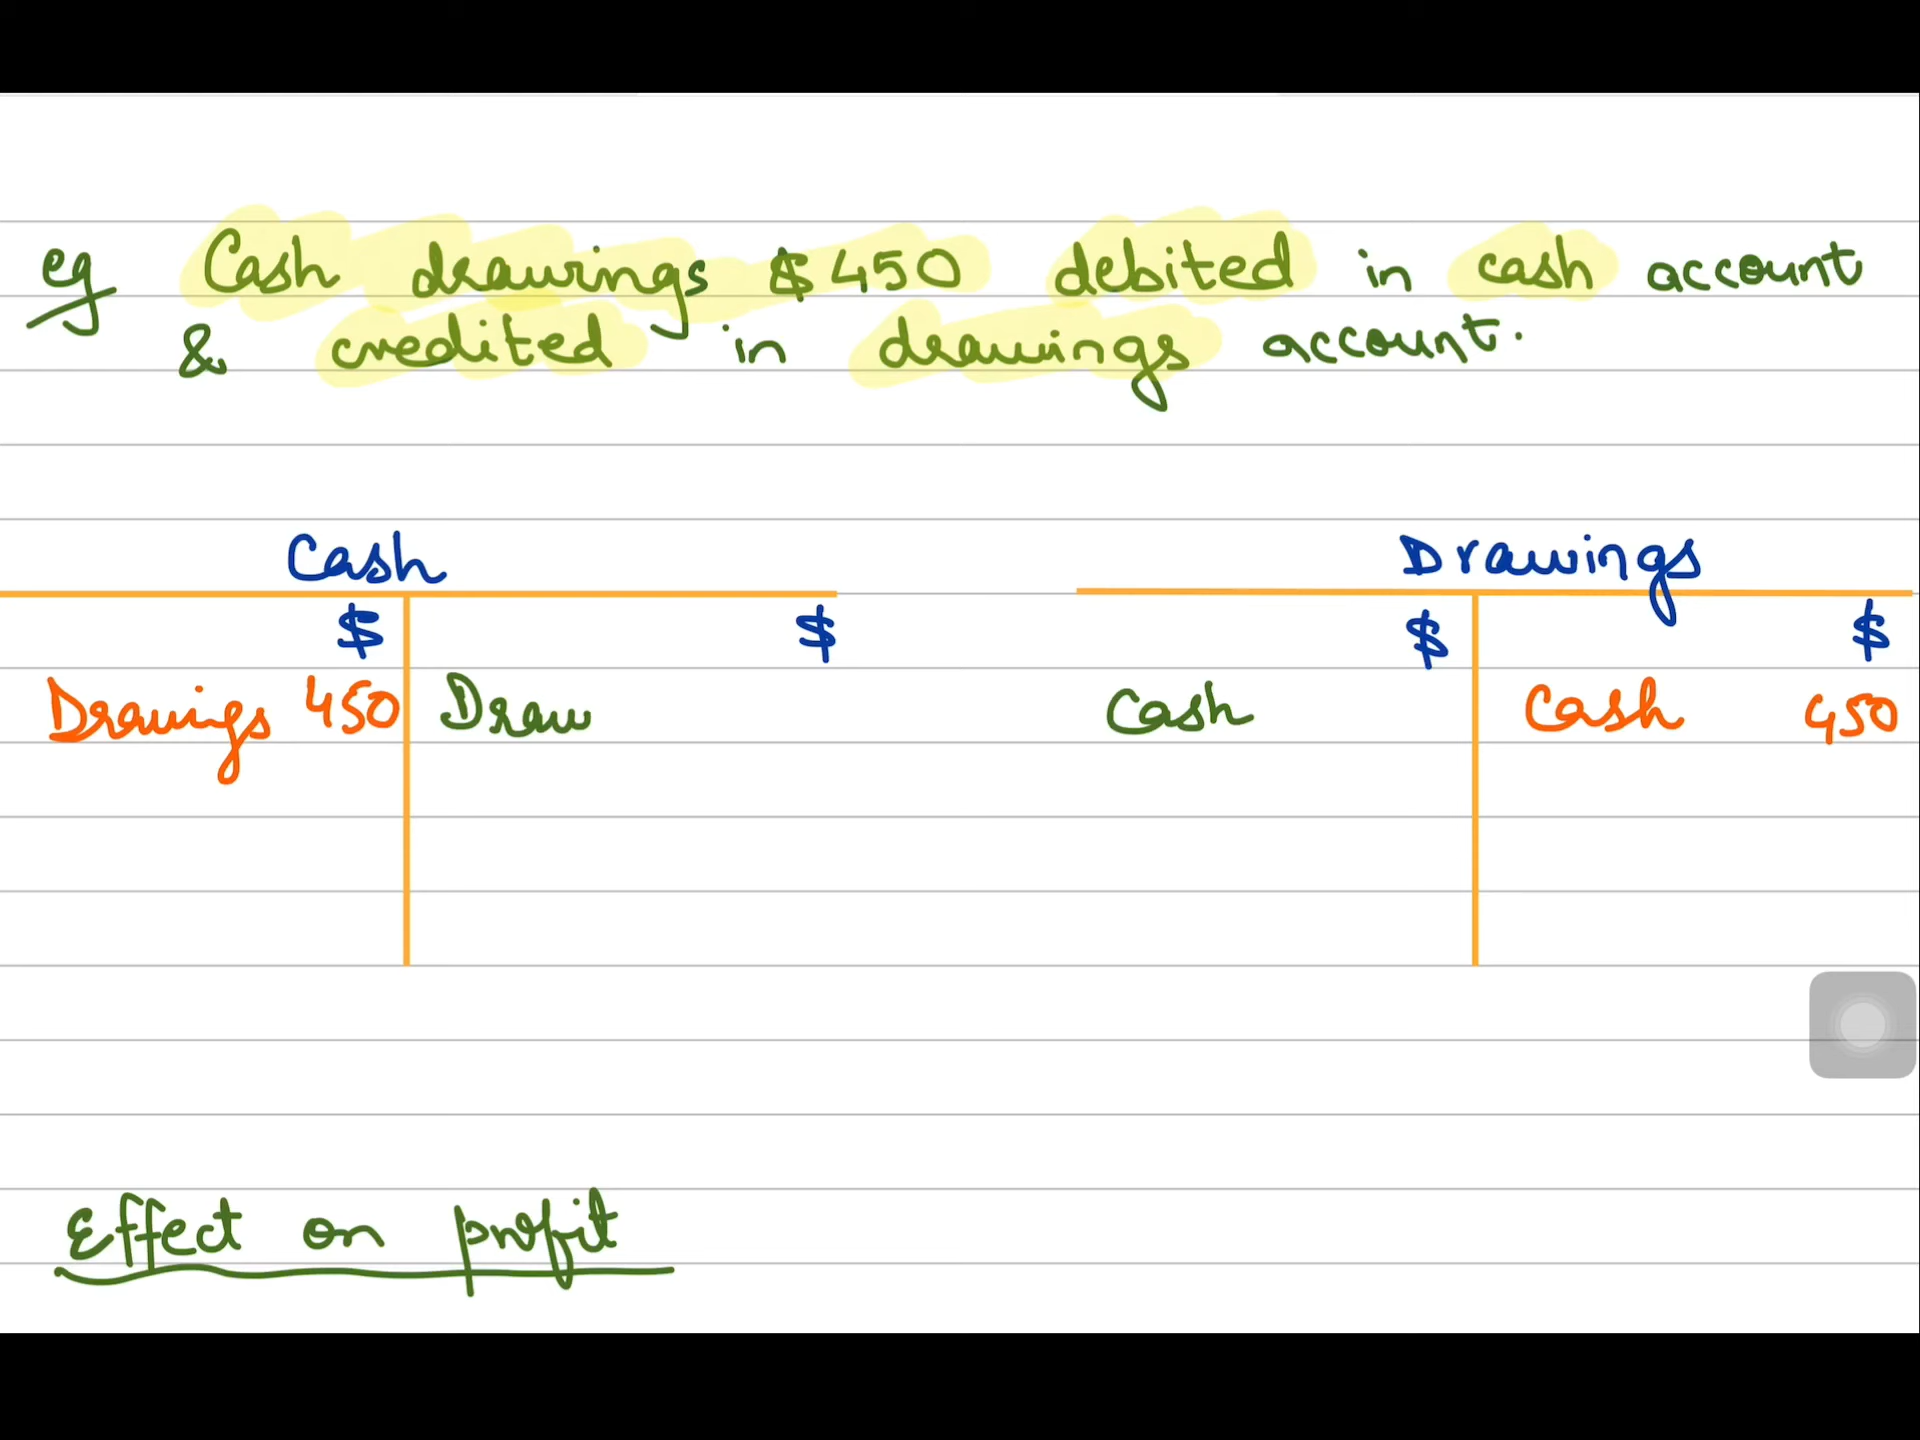 eg Cash drawings $450 debited in cash account
& credited in drawings account.
Cash
$ $
Drawings 450 Draw
Drawings
$ $
Cash Cash 450
Effect on profit